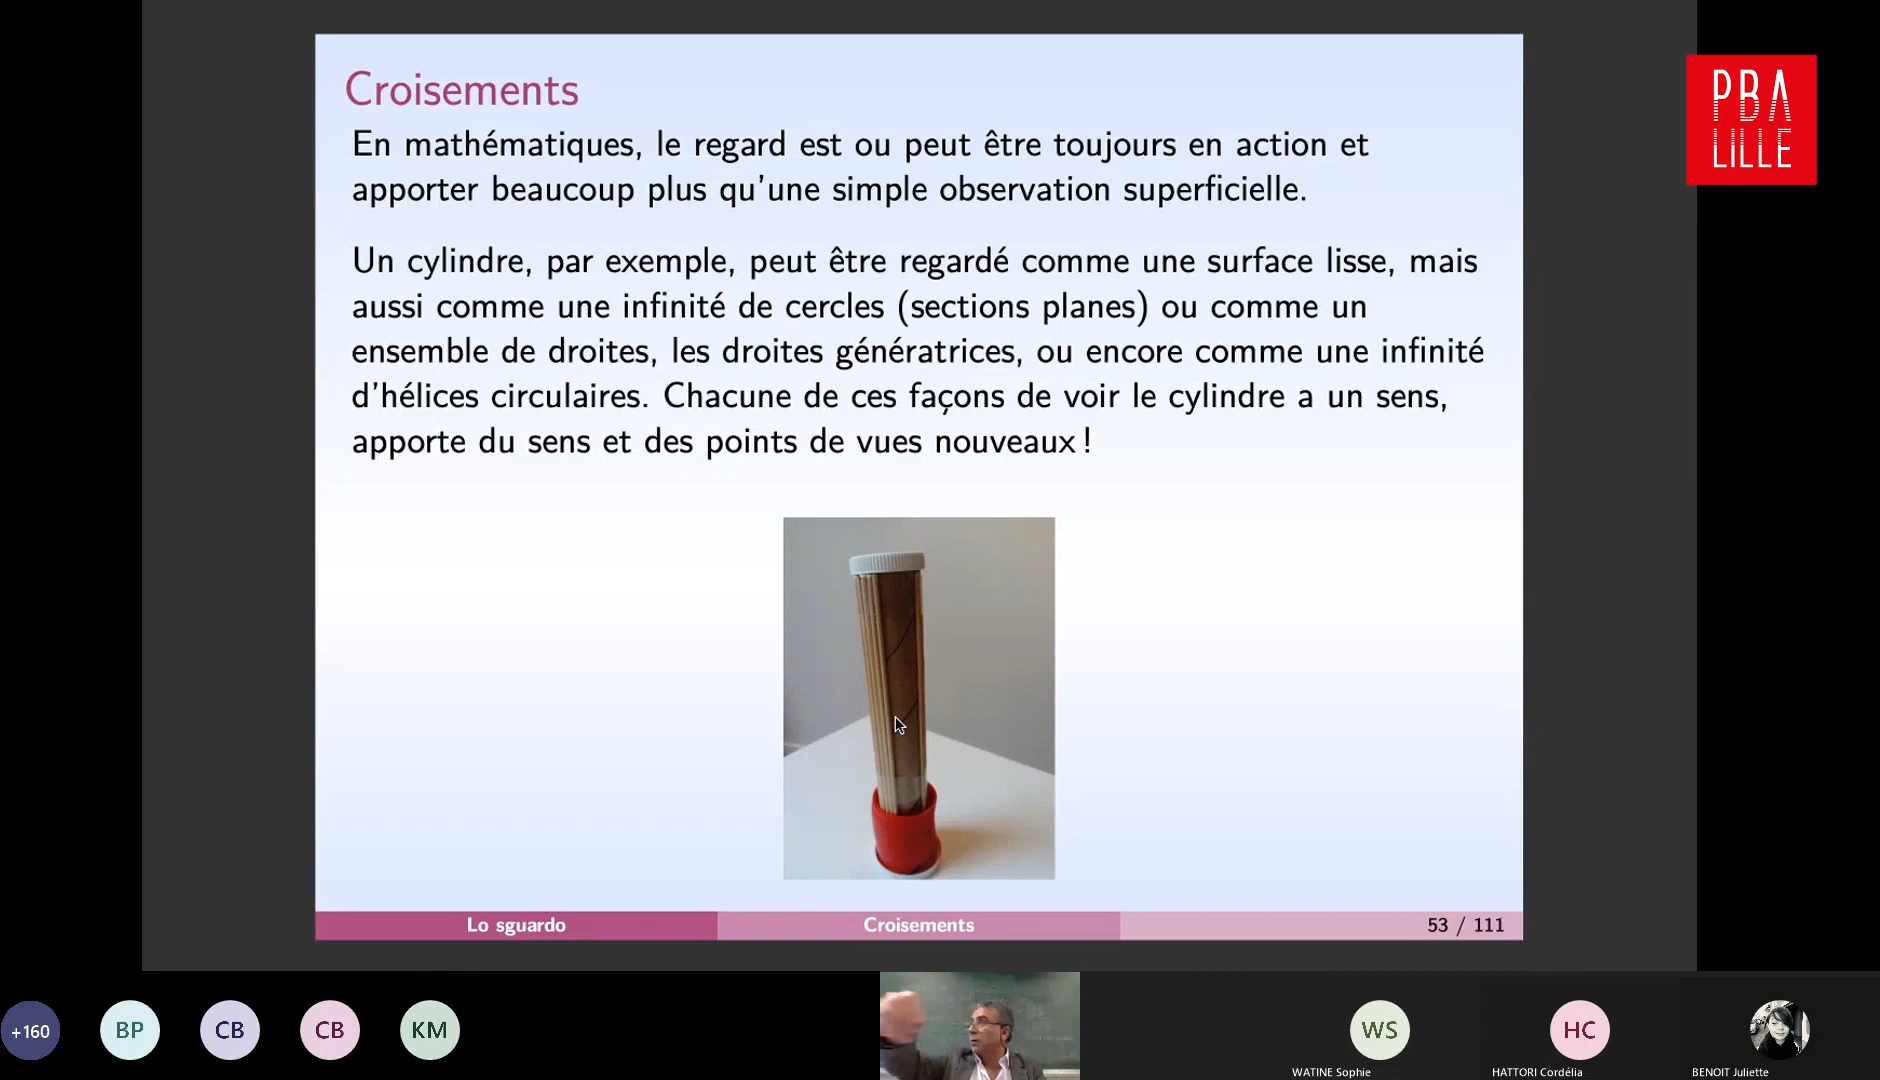 Croisements
En mathématiques, le regard est ou peut être toujours en action et
apporter beaucoup plus qu'une simple observation superficielle.
Un cylindre, par exemple, peut être regardé comme une surface lisse, mais
aussi comme une infinité de cercles (sections planes) ou comme un
ensemble de droites, les droites génératrices, ou encore comme une infinité
d'hélices circulaires. Chacune de ces façons de voir le cylindre a un sens,
apporte du sens et des points de vues nouveaux !
Lo sguardo
Croisements
53 / 111
PBA
LILLE
+160
BP
CB
CB
KM
WS
WATINE Sophie
HC
HATTORI Cordélia
BENOIT Juliette